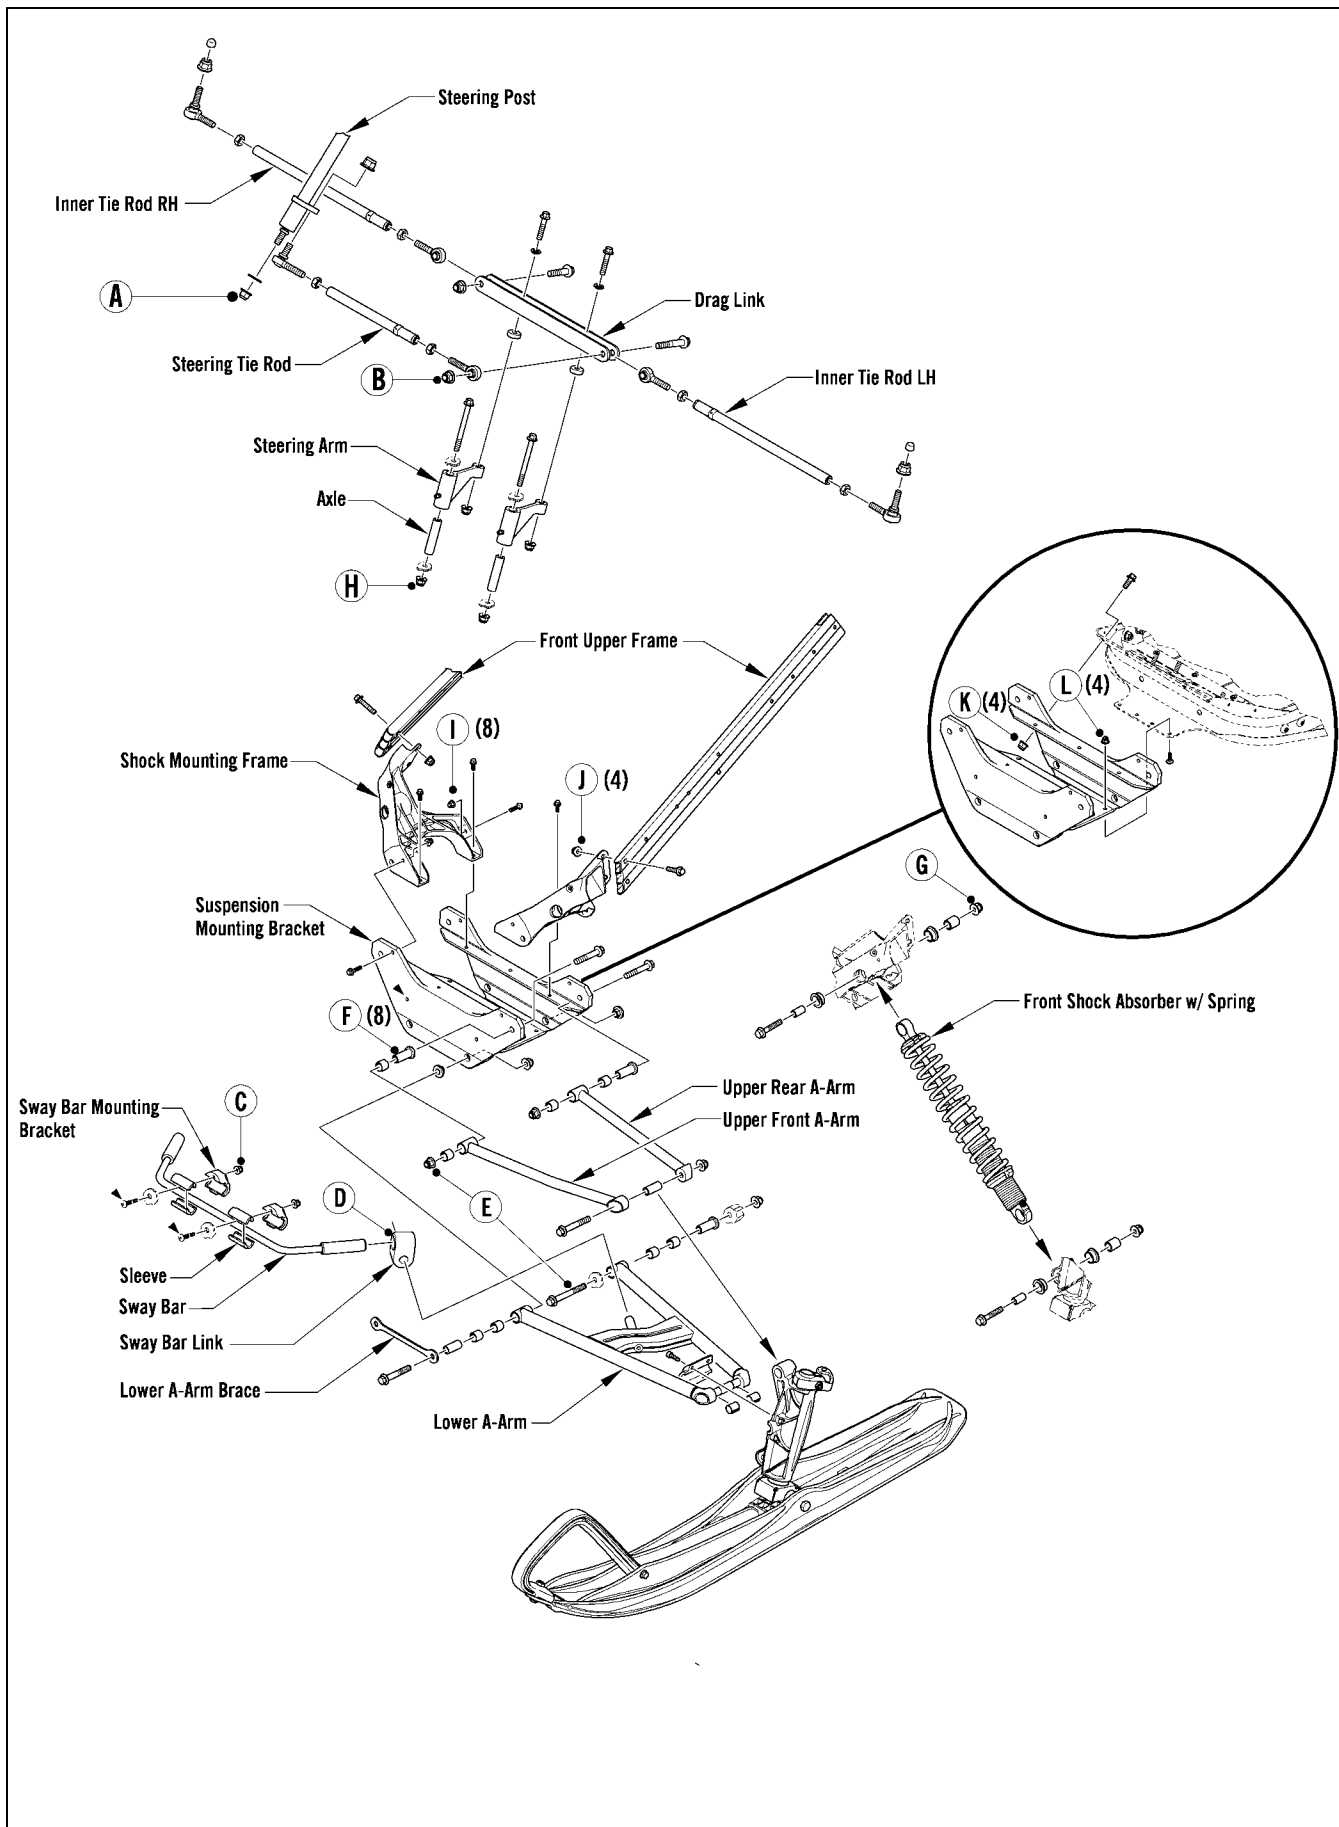 Steering Post
Inner Tie Rod RH
A
Drag Link
Steering Tie Rod
B
Inner Tie Rod LH
Steering Arm
Axle
H
Front Upper Frame
L (4)
K (4)
I (8)
Shock Mounting Frame
J (4)
G
Suspension
Mounting Bracket
F (8)
Front Shock Absorber w/ Spring
Upper Rear A-Arm
Sway Bar Mounting
Bracket
C
Upper Front A-Arm
D
E
Sleeve
Sway Bar
Sway Bar Link
Lower A-Arm Brace
Lower A-Arm